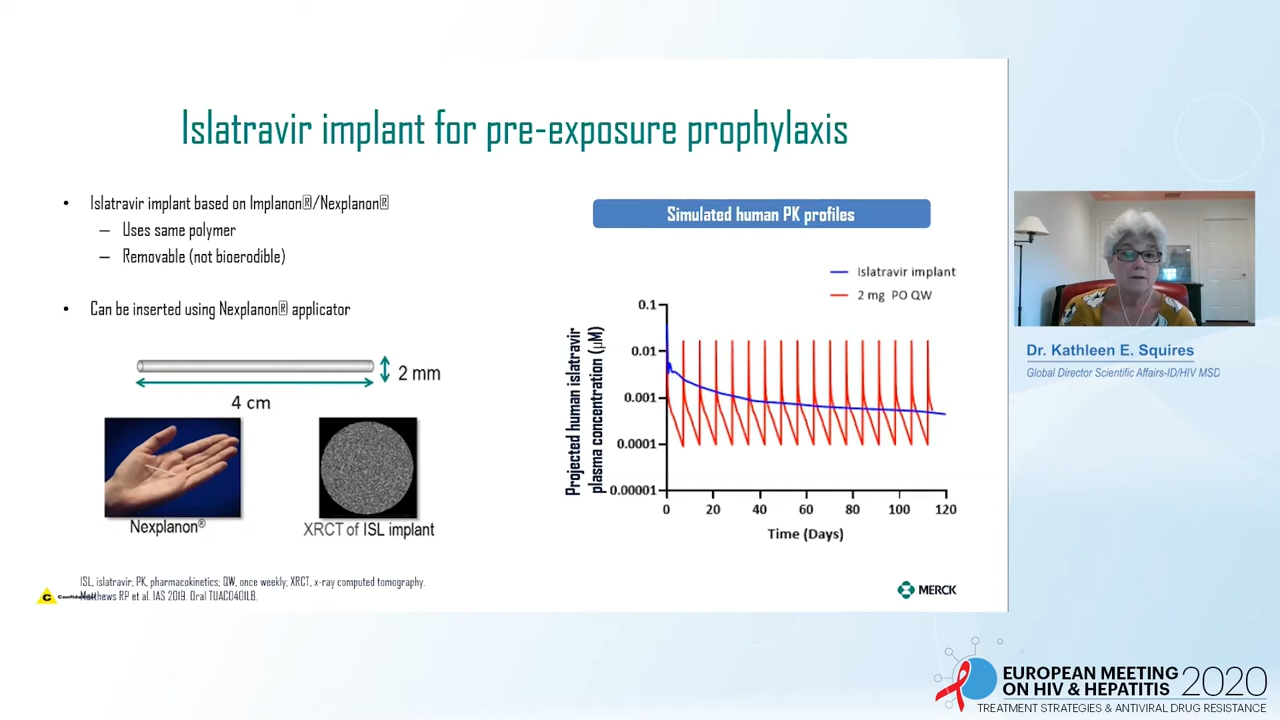 Islatravir implant for pre-exposure prophylaxis
• Islatravir implant based on Implanon®/Nexplanon®
– Uses same polymer
– Removable (not bioerodible)
• Can be inserted using Nexplanon® applicator
2 mm
4 cm
Nexplanon®
XRCT of ISL implant
Simulated human PK profiles
Islatravir implant
2 mg PO QW
Projected human islatravir
plasma concentration (μM)
0.1
0.01
0.001
0.0001
0.00001
0 20 40 60 80 100 120
Time (Days)
ISL, islatravir; PK, pharmacokinetics; QW, once weekly; XRCT, x-ray computed tomography.
Matthews RP et al. IAS 2019. Oral TUAC0401LB.
C
MERCK
Dr. Kathleen E. Squires
Global Director Scientific Affairs-ID/HIV MSD
EUROPEAN MEETING
ON HIV & HEPATITIS 2020
TREATMENT STRATEGIES & ANTIVIRAL DRUG RESISTANCE